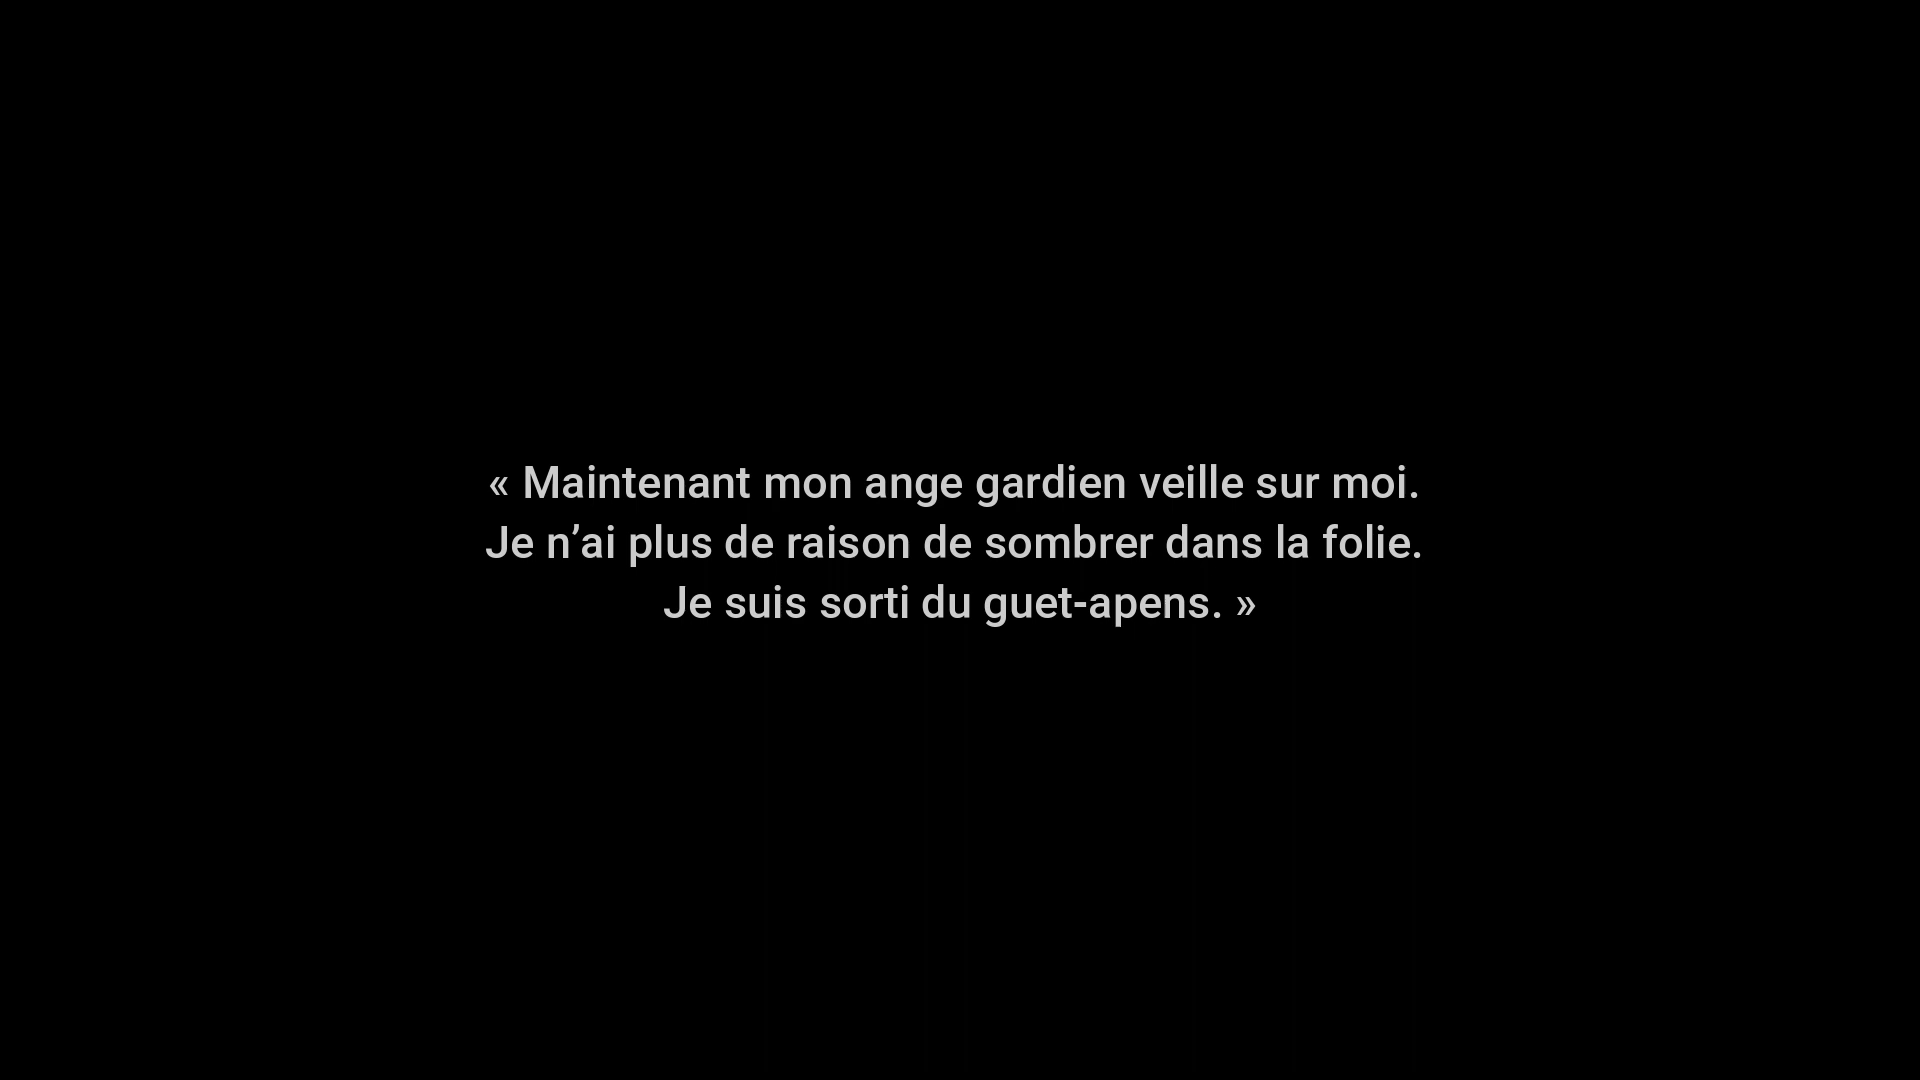 « Maintenant mon ange gardien veille sur moi.
Je n’ai plus de raison de sombrer dans la folie.
Je suis sorti du guet-apens. »